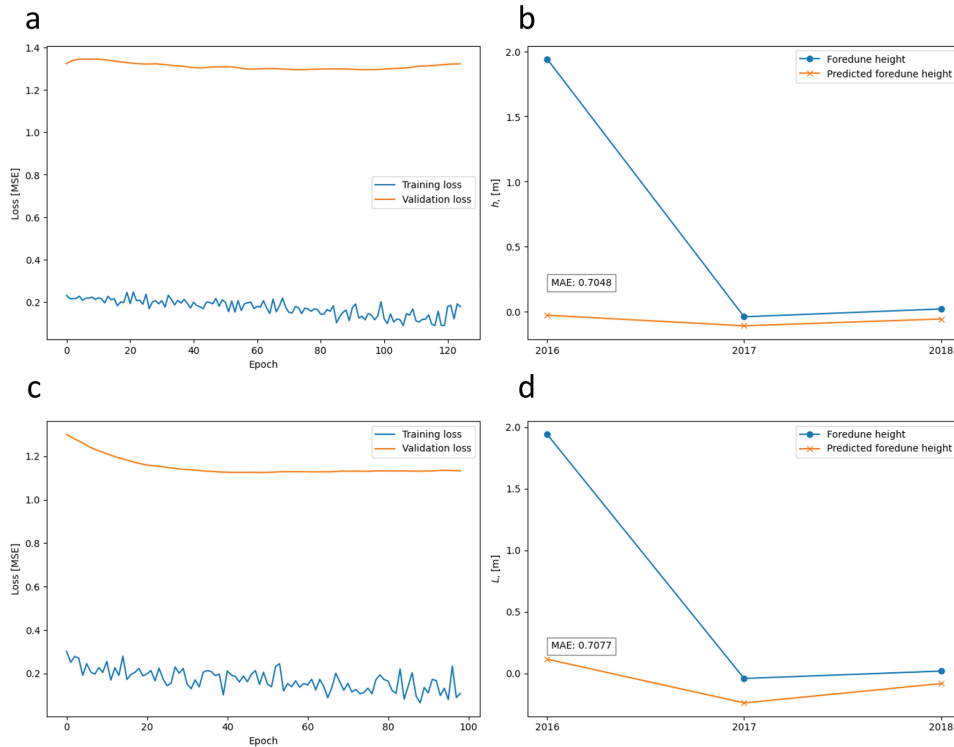 a
Loss [MSE]
1.4
1.2
1.0
0.8
0.6
0.4
0.2
Training loss
Validation loss
0 20 40 60 80 100 120
Epoch
b
h, [m]
2.0
1.5
1.0
0.5
0.0
Foredune height
Predicted foredune height
MAE: 0.7048
2016 2017 2018
c
Loss [MSE]
1.2
1.0
0.8
0.6
0.4
0.2
Training loss
Validation loss
0 20 40 60 80 100
Epoch
d
L, [m]
2.0
1.5
1.0
0.5
0.0
Foredune height
Predicted foredune height
MAE: 0.7077
2016 2017 2018